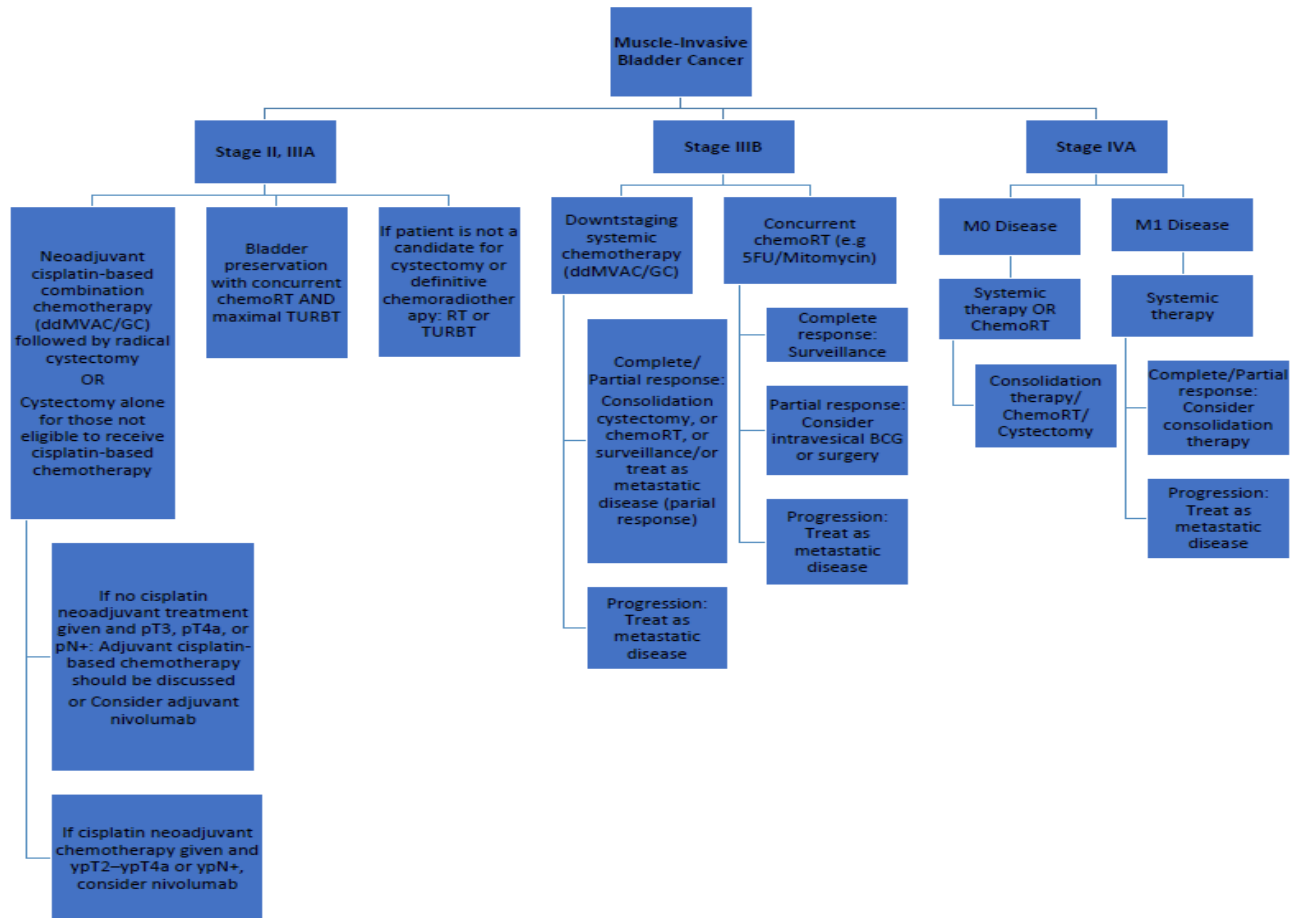 Muscle-Invasive
Bladder Cancer
Stage II, IIIA
Stage IIIB
Stage IVA
Neoadjuvant
cisplatin-based
combination
chemotherapy
(ddMVAC/GC)
followed by radical
cystectomy
OR
Cystectomy alone
for those not
eligible to receive
cisplatin-based
chemotherapy
Bladder
preservation
with concurrent
chemoRT AND
maximal TURBT
If patient is not a
candidate for
cystectomy or
definitive
chemoradiother
apy: RT or
TURBT
If no cisplatin
neoadjuvant treatment
given and pT3, pT4a, or
pN+: Adjuvant cisplatin-
based chemotherapy
should be discussed
or Consider adjuvant
nivolumab
If cisplatin neoadjuvant
chemotherapy given and
ypT2–ypT4a or ypN+,
consider nivolumab
Downtstaging
systemic
chemotherapy
(ddMVAC/GC)
Complete/
Partial response:
Consolidation
cystectomy, or
chemoRT, or
surveillance/or
treat as
metastatic
disease (parial
response)
Progression:
Treat as
metastatic
disease
Concurrent
chemoRT (e.g
5FU/Mitomycin)
Complete
response:
Surveillance
Partial response:
Consider
intravesical BCG
or surgery
Progression:
Treat as
metastatic
disease
M0 Disease
Systemic
therapy OR
ChemoRT
Consolidation
therapy/
ChemoRT/
Cystectomy
M1 Disease
Systemic
therapy
Complete/Partial
response:
Consider
consolidation
therapy
Progression:
Treat as
metastatic
disease